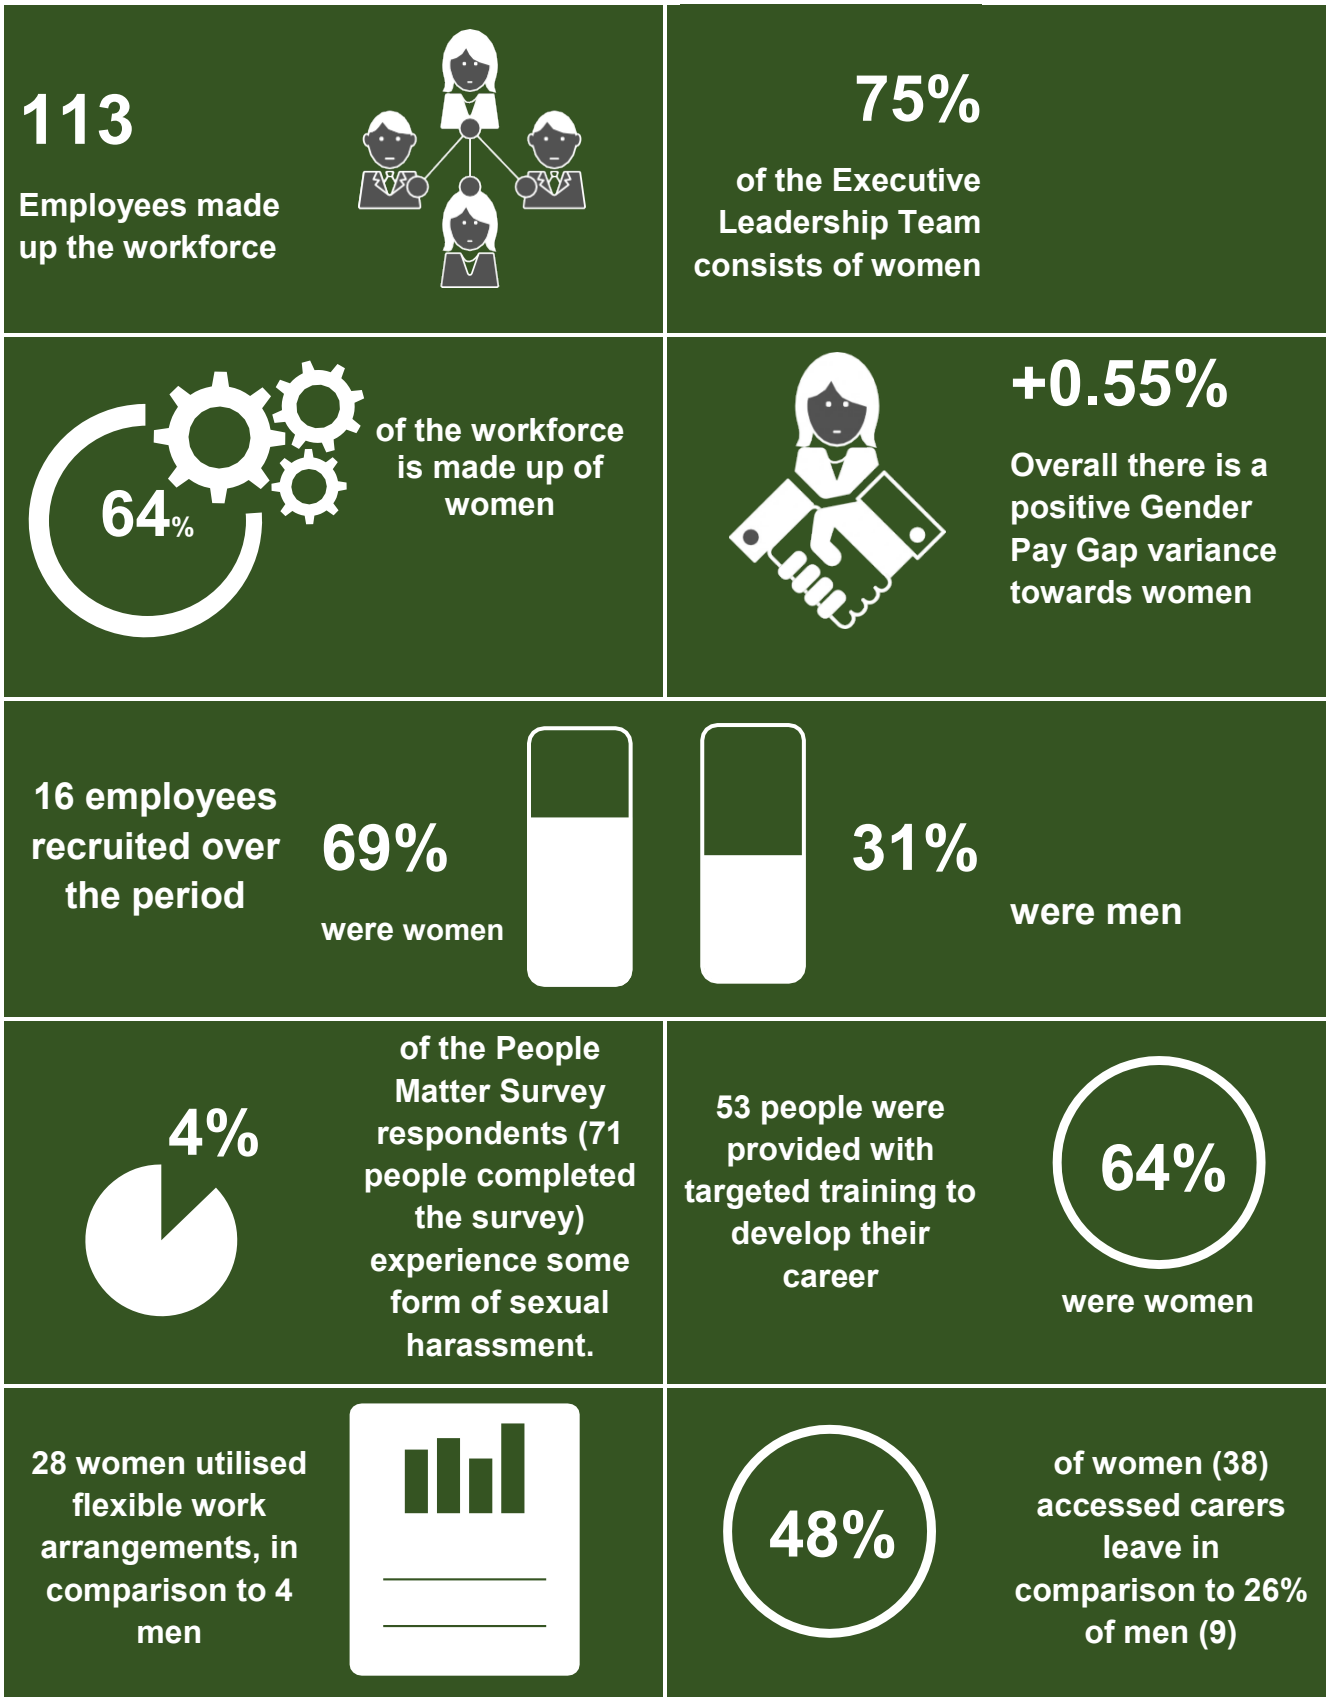 113
Employees made
up the workforce
75%
of the Executive
Leadership Team
consists of women
64%
of the workforce
is made up of
women
+0.55%
Overall there is a
positive Gender
Pay Gap variance
towards women
16 employees
recruited over
the period
69%
were women
31%
were men
4%
of the People
Matter Survey
respondents (71
people completed
the survey)
experience some
form of sexual
harassment.
53 people were
provided with
targeted training to
develop their
career
64%
were women
28 women utilised
flexible work
arrangements, in
comparison to 4
men
48%
of women (38)
accessed carers
leave in
comparison to 26%
of men (9)